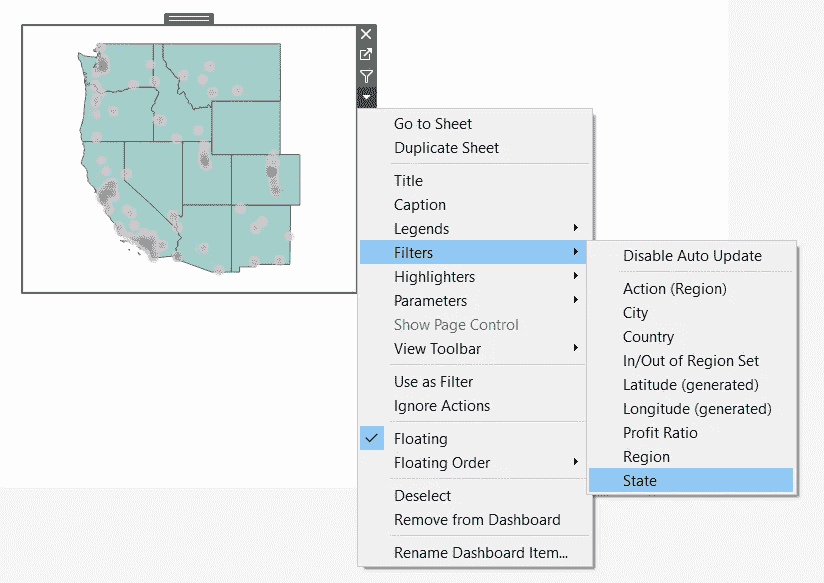 Go to Sheet
Duplicate Sheet
Title
Caption
Legends
Filters
Highlighters
Parameters
Show Page Control
View Toolbar
Use as Filter
Ignore Actions
Floating
Floating Order
Deselect
Remove from Dashboard
Rename Dashboard Item...
Disable Auto Update
Action (Region)
City
Country
In/Out of Region Set
Latitude (generated)
Longitude (generated)
Profit Ratio
Region
State